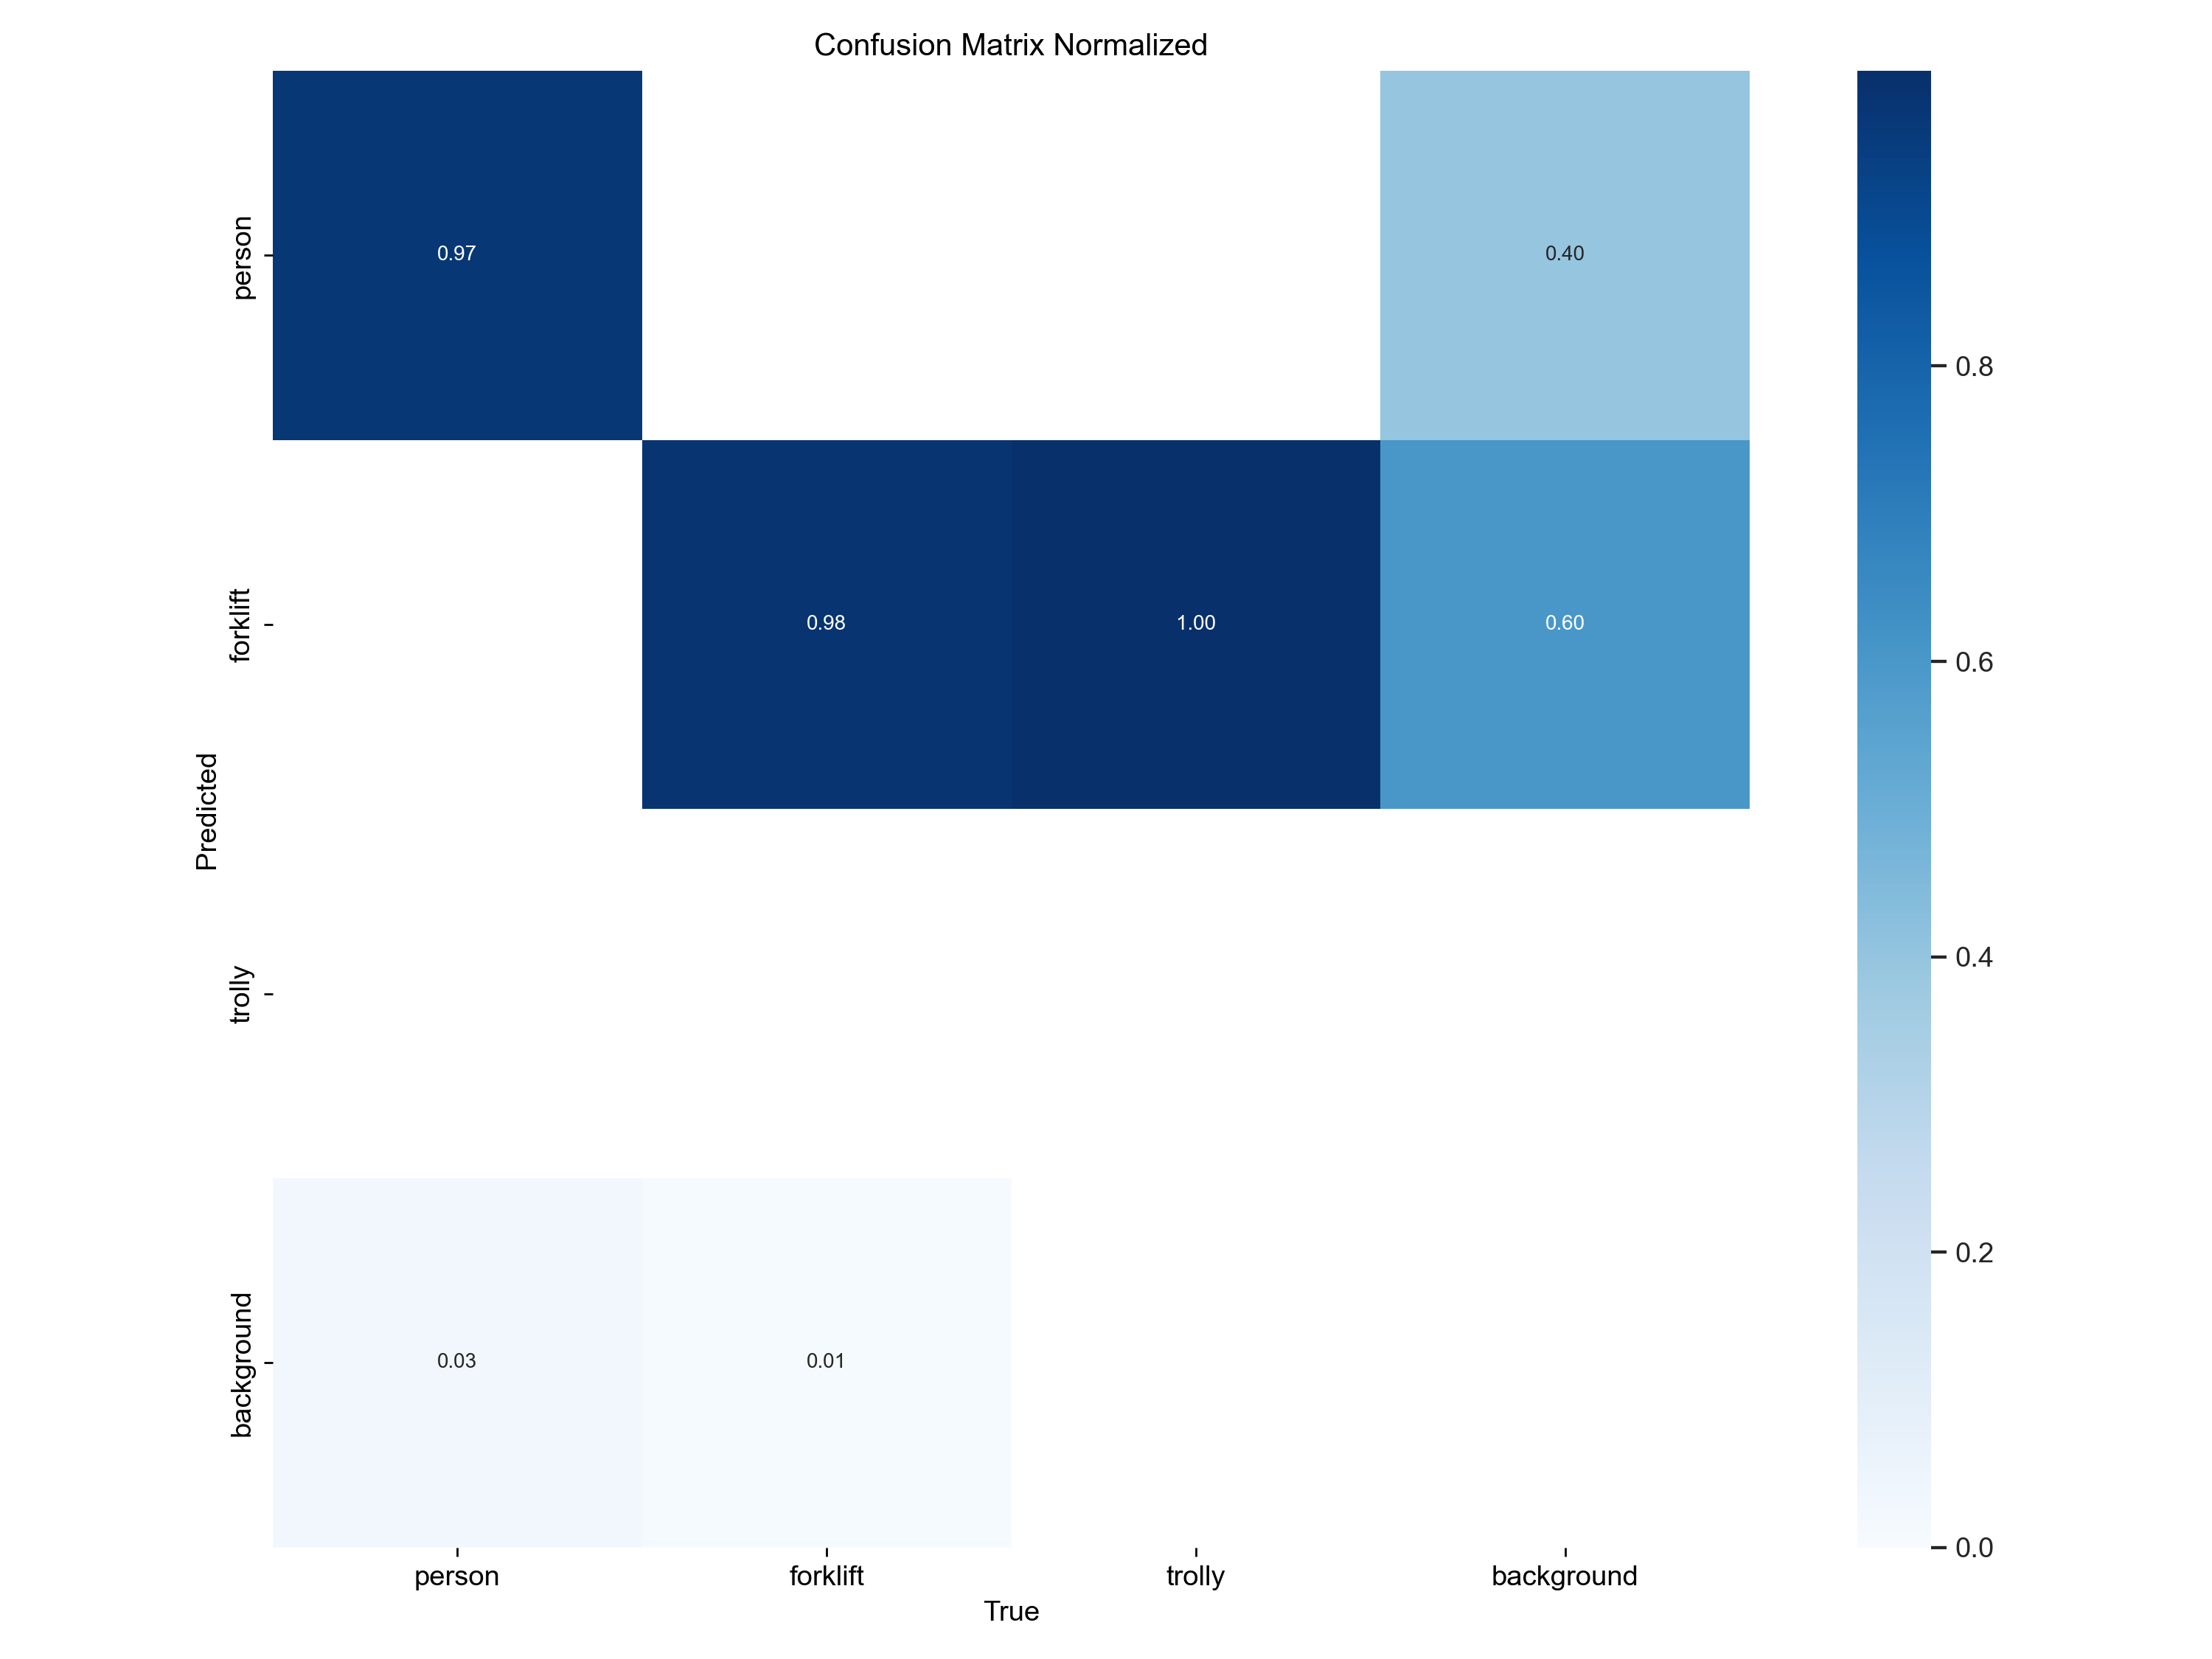 Confusion Matrix Normalized
person
0.97
0.40
0.8
forklift
0.98
1.00
0.60
0.6
Predicted
0.4
trolly
0.2
background
0.03
0.01
0.0
person
forklift
trolly
background
True